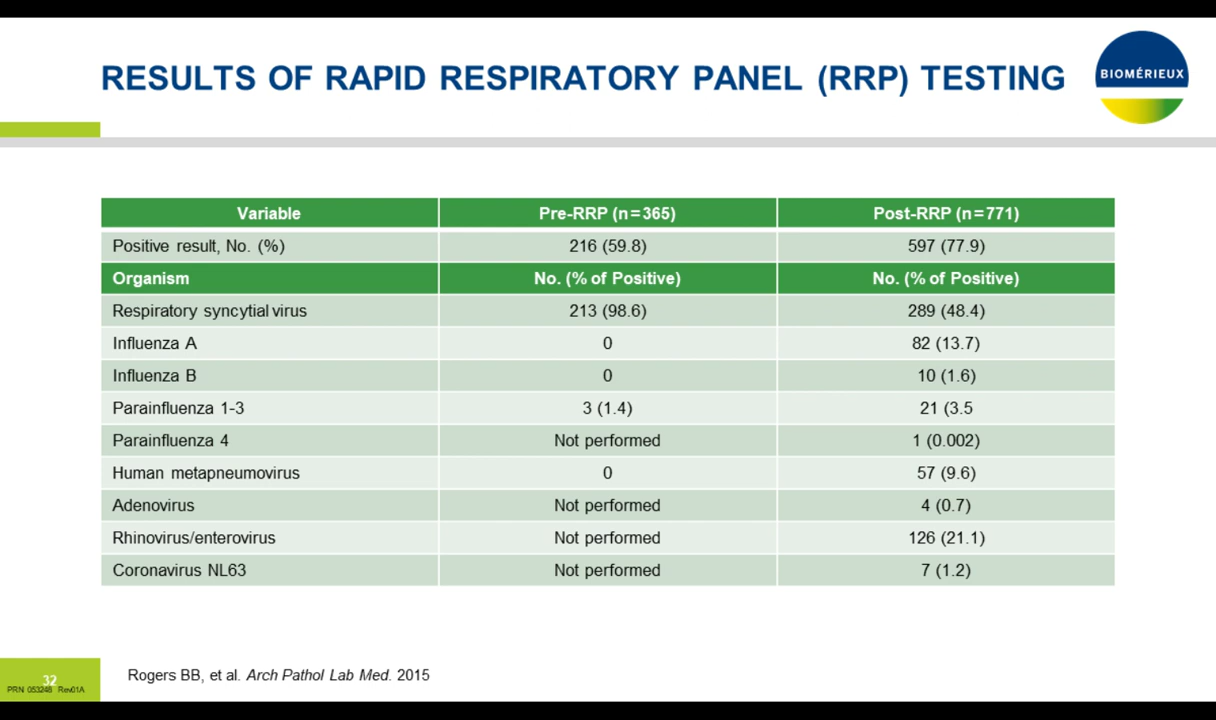 RESULTS OF RAPID RESPIRATORY PANEL (RRP) TESTING
BIOMÉRIEUX
Variable Pre-RRP (n=365) Post-RRP (n=771)
Positive result, No. (%) 216 (59.8) 597 (77.9)
Organism No. (% of Positive) No. (% of Positive)
Respiratory syncytial virus 213 (98.6) 289 (48.4)
Influenza A 0 82 (13.7)
Influenza B 0 10 (1.6)
Parainfluenza 1-3 3 (1.4) 21 (3.5
Parainfluenza 4 Not performed 1 (0.002)
Human metapneumovirus 0 57 (9.6)
Adenovirus Not performed 4 (0.7)
Rhinovirus/enterovirus Not performed 126 (21.1)
Coronavirus NL63 Not performed 7 (1.2)
Rogers BB, et al. Arch Pathol Lab Med. 2015
32
PRN 053248 Rev01A